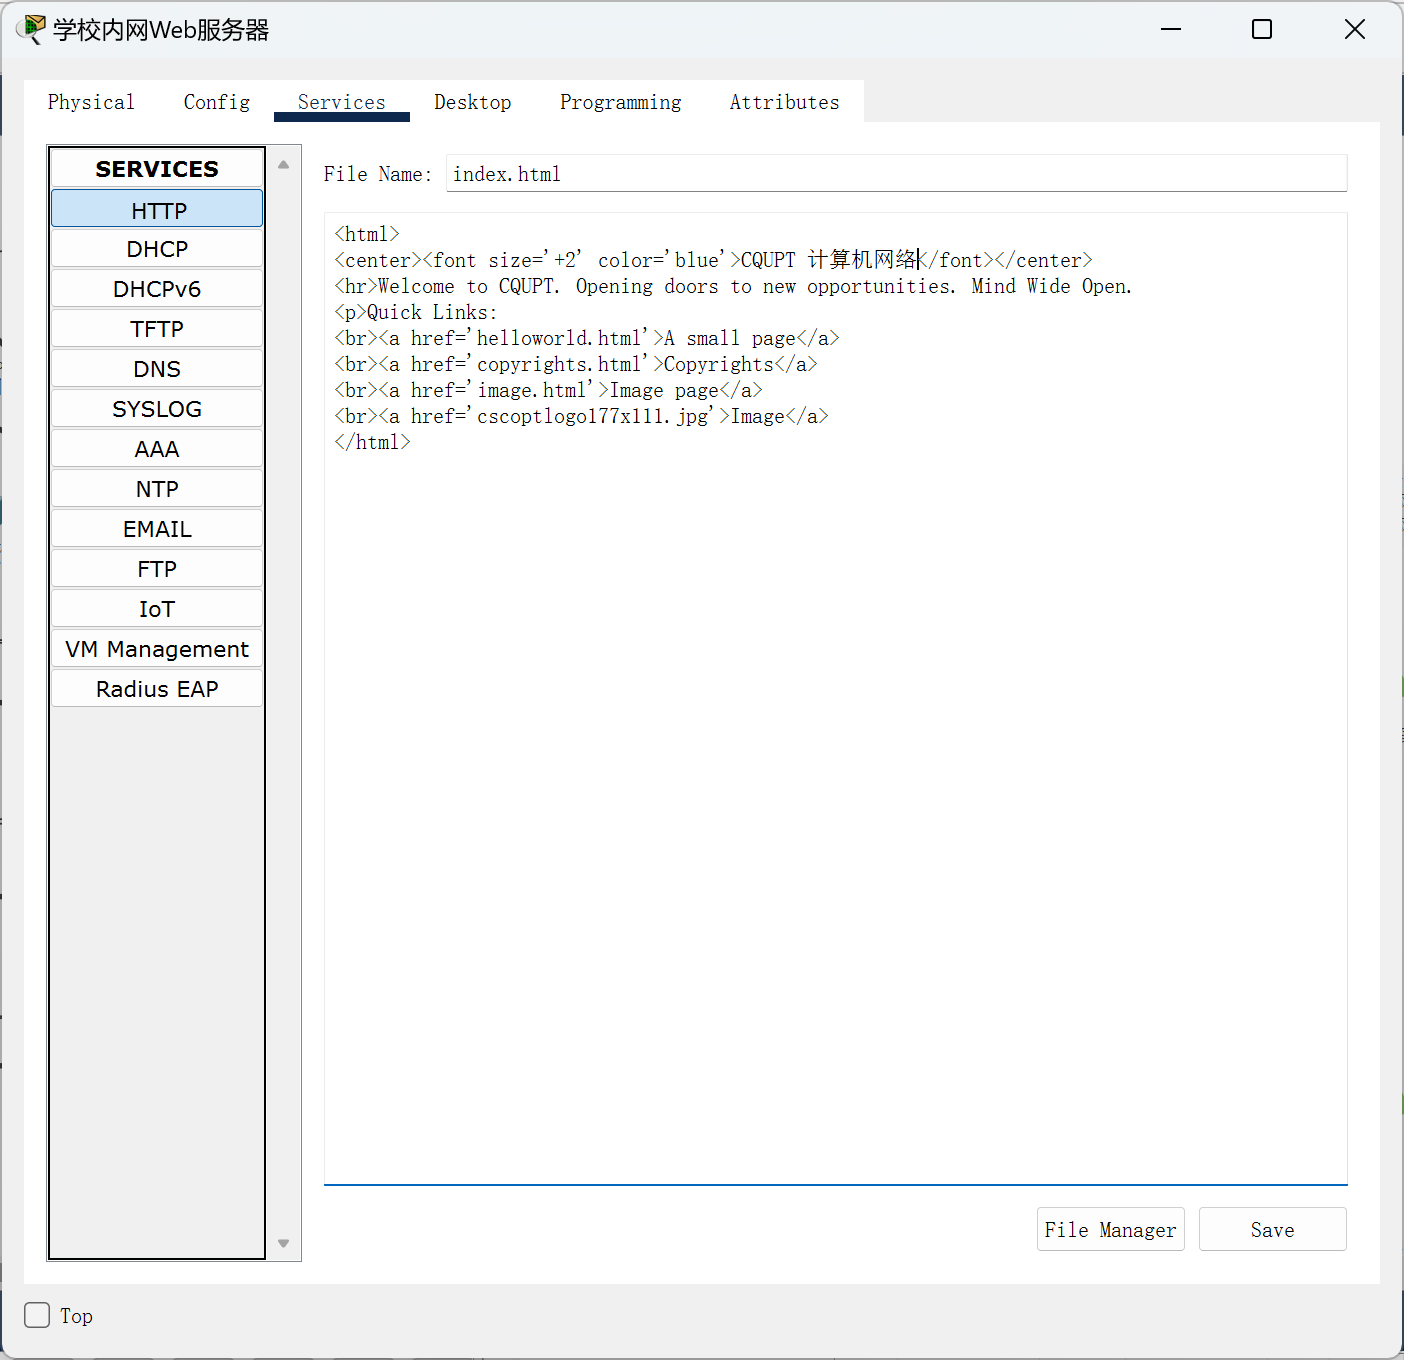 学校内网Web服务器
Physical Config Services Desktop Programming Attributes
SERVICES
HTTP
DHCP
DHCPv6
TFTP
DNS
SYSLOG
AAA
NTP
EMAIL
FTP
IoT
VM Management
Radius EAP
File Name: index.html
<html>
<center><font size='+2' color='blue'>CQUPT 计算机网络</font></center>
<hr>Welcome to CQUPT. Opening doors to new opportunities. Mind Wide Open.
<p>Quick Links:
<br><a href='helloworld.html'>A small page</a>
<br><a href='copyrights.html'>Copyrights</a>
<br><a href='image.html'>Image page</a>
<br><a href='cscoptlogo177x111.jpg'>Image</a>
</html>
File Manager Save
Top